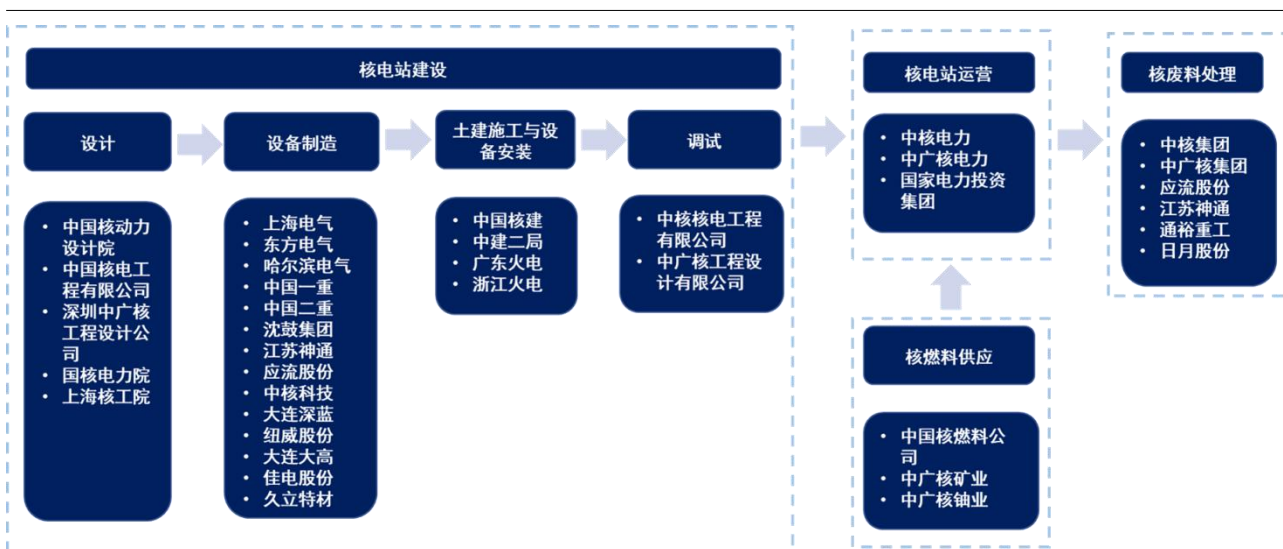 核电站建设
设计
设备制造
土建施工与设
备安装
调试
• 中国核动力
设计院
• 中国核电工
程有限公司
• 深圳中广核
工程设计公
司
• 国核电力院
• 上海核工院
• 上海电气
• 东方电气
• 哈尔滨电气
• 中国一重
• 中国二重
• 沈鼓集团
• 江苏神通
• 应流股份
• 中核科技
• 大连深蓝
• 纽威股份
• 大连大高
• 佳电股份
• 久立特材
• 中国核建
• 中建二局
• 广东火电
• 浙江火电
• 中核核电工程
有限公司
• 中广核工程设
计有限公司
核电站运营
• 中核电力
• 中广核电力
• 国家电力投资
集团
核燃料供应
• 中国核燃料公
司
• 中广核矿业
• 中广核铀业
核废料处理
• 中核集团
• 中广核集团
• 应流股份
• 江苏神通
• 通裕重工
• 日月股份